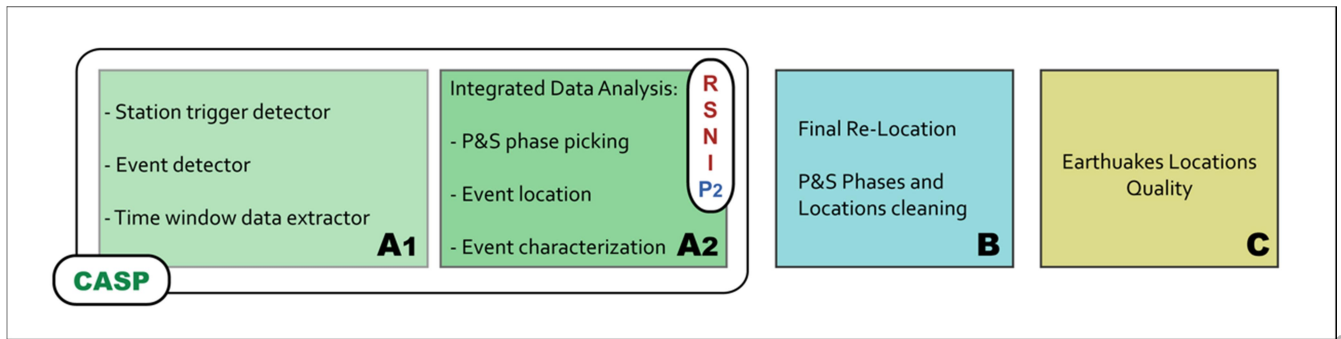 - Station trigger detector
- Event detector
- Time window data extractor
A1
CASP
Integrated Data Analysis:
- P&S phase picking
- Event location
- Event characterization
A2
R
S
N
I
P2
Final Re-Location
P&S Phases and
Locations cleaning
B
Earthuakes Locations
Quality
C